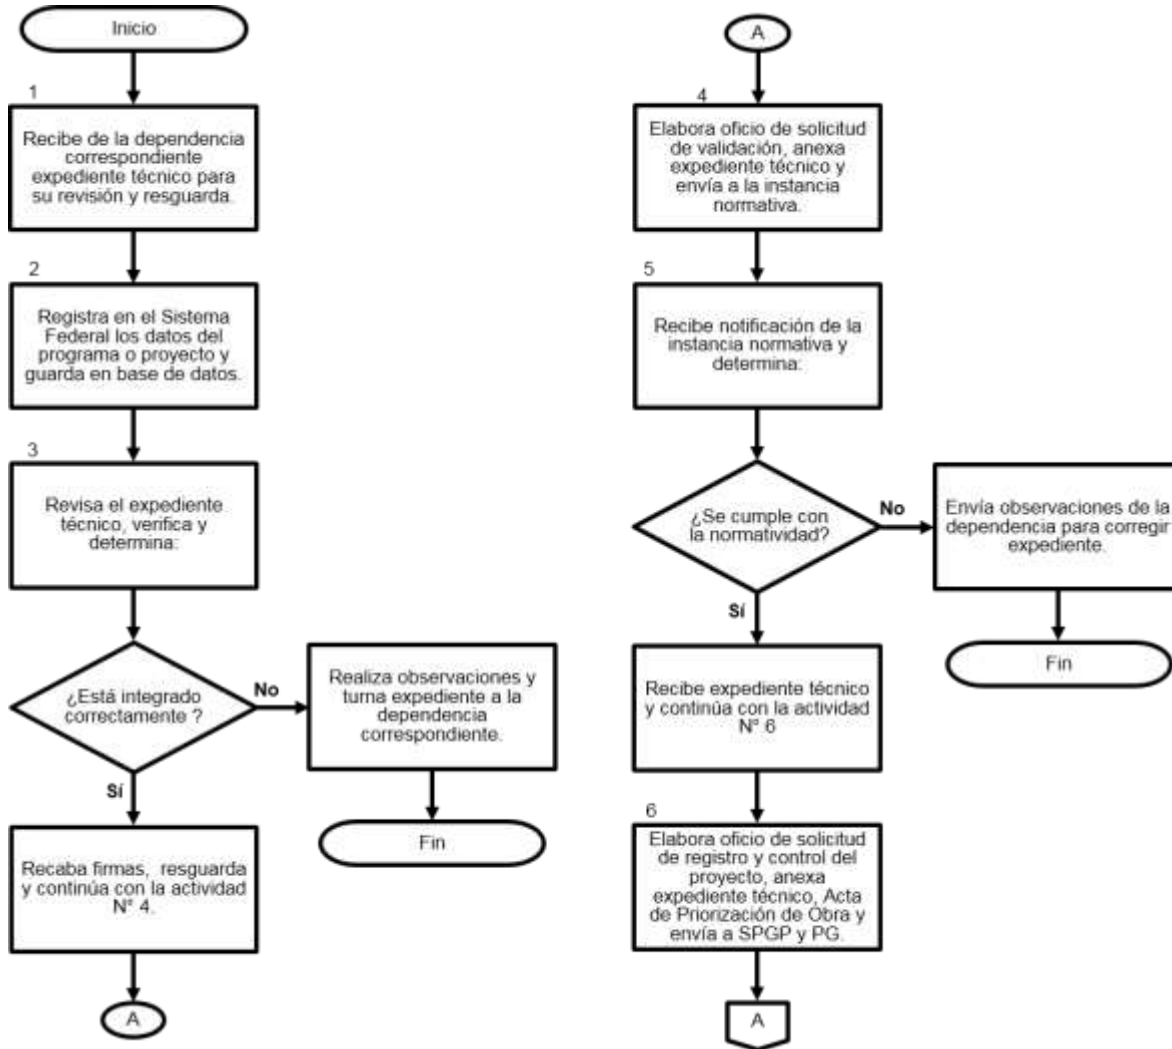 Inicio
1
Recibe de la dependencia
correspondiente
expediente técnico para
su revisión y resguarda.
2
Registra en el Sistema
Federal los datos del
programa o proyecto y
guarda en base de datos.
3
Revisa el expediente
técnico, verifica y
determina:
¿Está integrado
correctamente ?
No
Realiza observaciones y
turna expediente a la
dependencia
correspondiente.
Fin
Sí
Recaba firmas, resguarda
y continúa con la actividad
N° 4.
A
A
4
Elabora oficio de solicitud
de validación, anexa
expediente técnico y
envía a la instancia
normativa.
5
Recibe notificación de la
instancia normativa y
determina:
¿Se cumple con
la normatividad?
No
Envía observaciones de la
dependencia para corregir
expediente.
Fin
Sí
Recibe expediente técnico
y continúa con la actividad
N° 6
6
Elabora oficio de solicitud
de registro y control del
proyecto, anexa
expediente técnico, Acta
de Priorización de Obra y
envía a SPGP y PG.
A